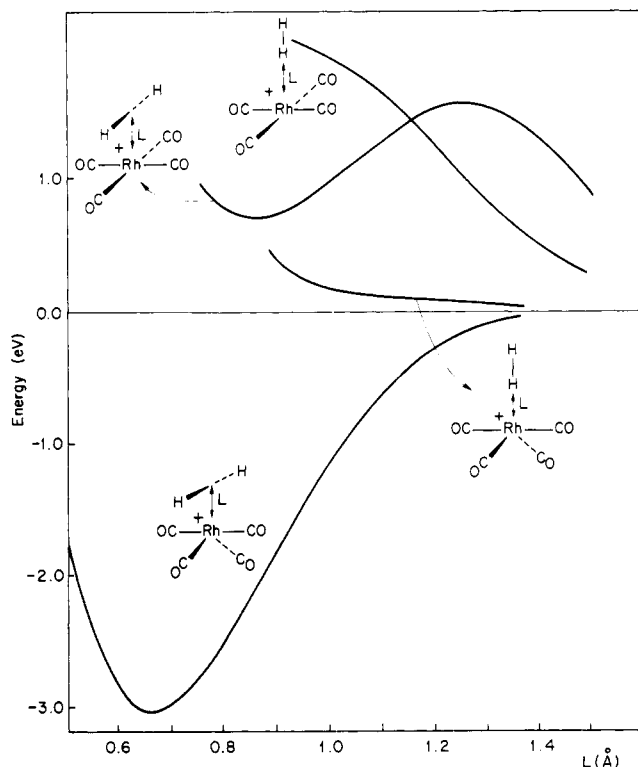 H
H
L
CO
+
OC Rh CO
CO
H
H
L
CO
+
OC Rh CO
OC
1.0
0.0
Energy (eV)
H
H
L
+
OC Rh CO
OC CO
-1.0
H
H
L
+
OC Rh CO
OC CO
-2.0
-3.0
0.6 0.8 1.0 1.2 1.4
L(Å)